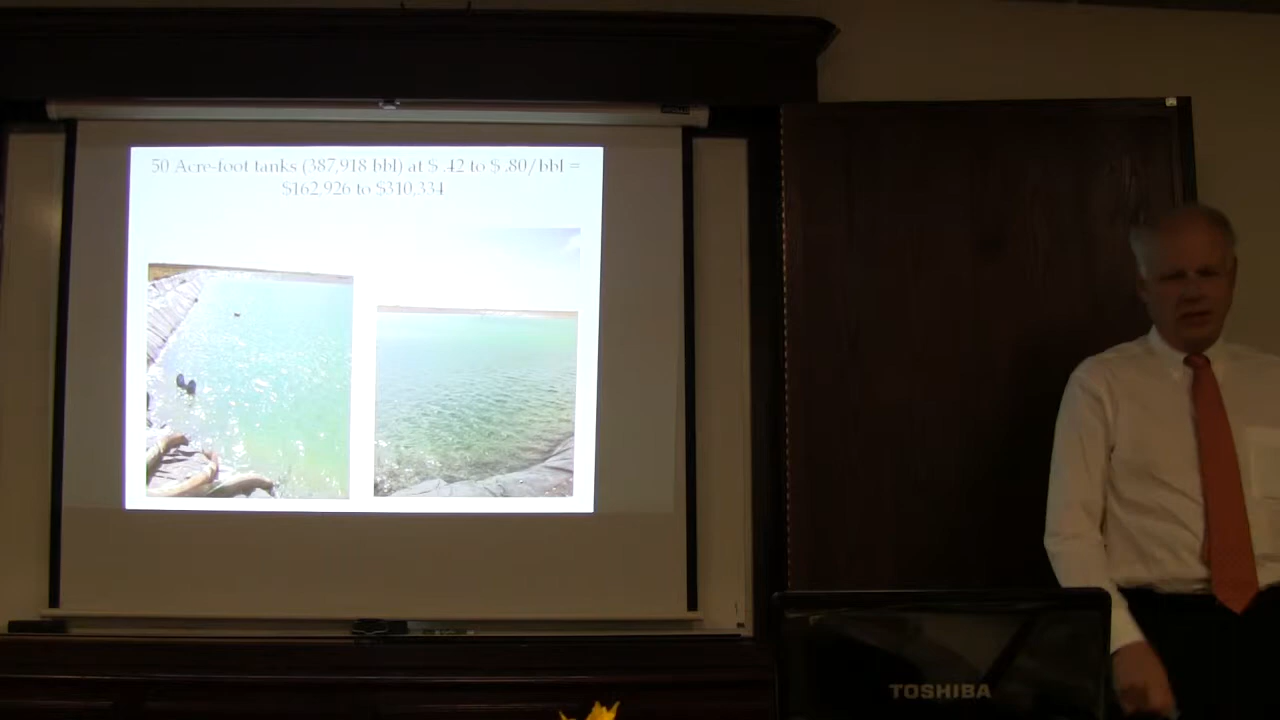 50 Acre-foot tanks (387,918 bbl) at $ .42 to $ .80/bbl =
$162,926 to $310,334
TOSHIBA